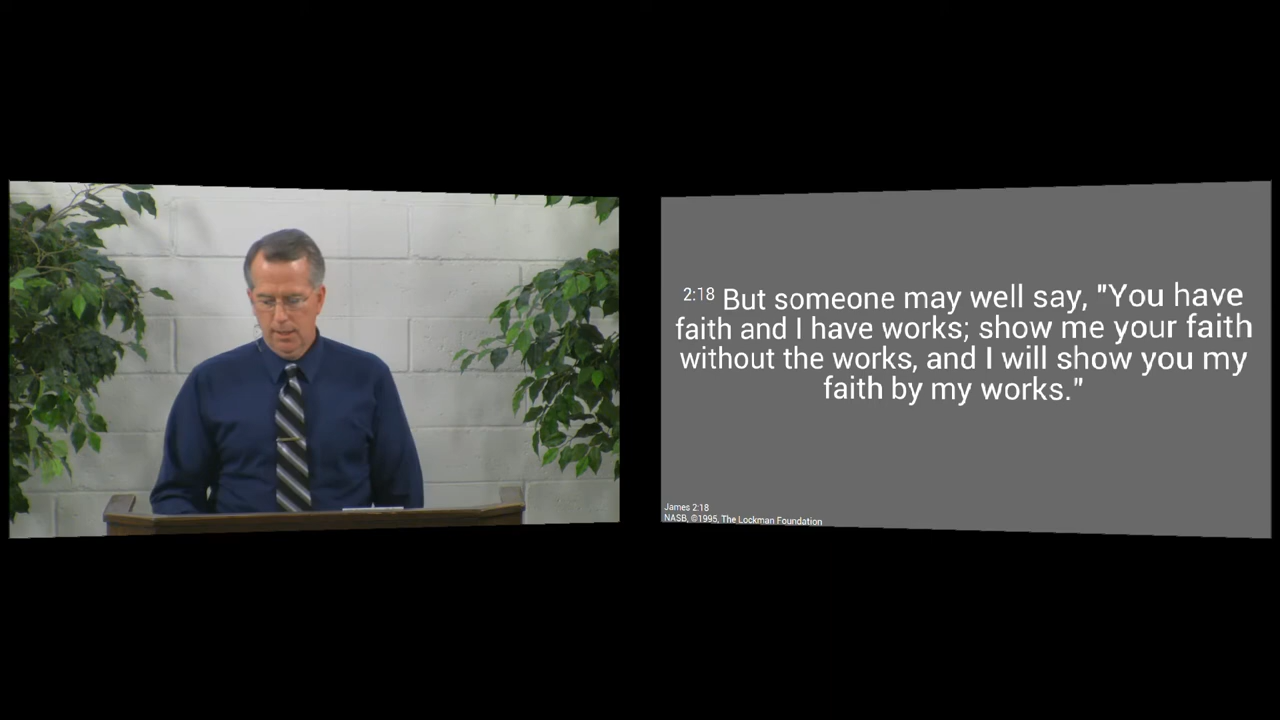 2:18 But someone may well say, "You have
faith and I have works; show me your faith
without the works, and I will show you my
faith by my works."
James 2:18
NASB, ©1995, The Lockman Foundation